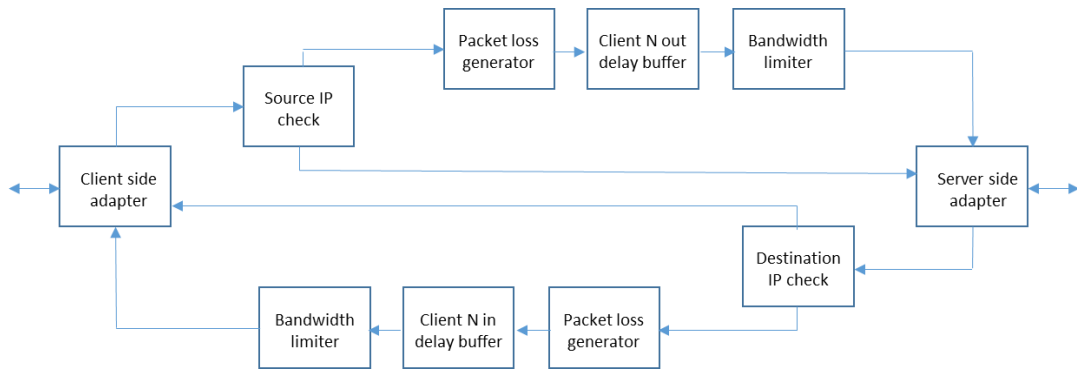 Packet loss
generator
Client N out
delay buffer
Bandwidth
limiter
Source IP
check
Client side
adapter
Server side
adapter
Destination
IP check
Bandwidth
limiter
Client N in
delay buffer
Packet loss
generator